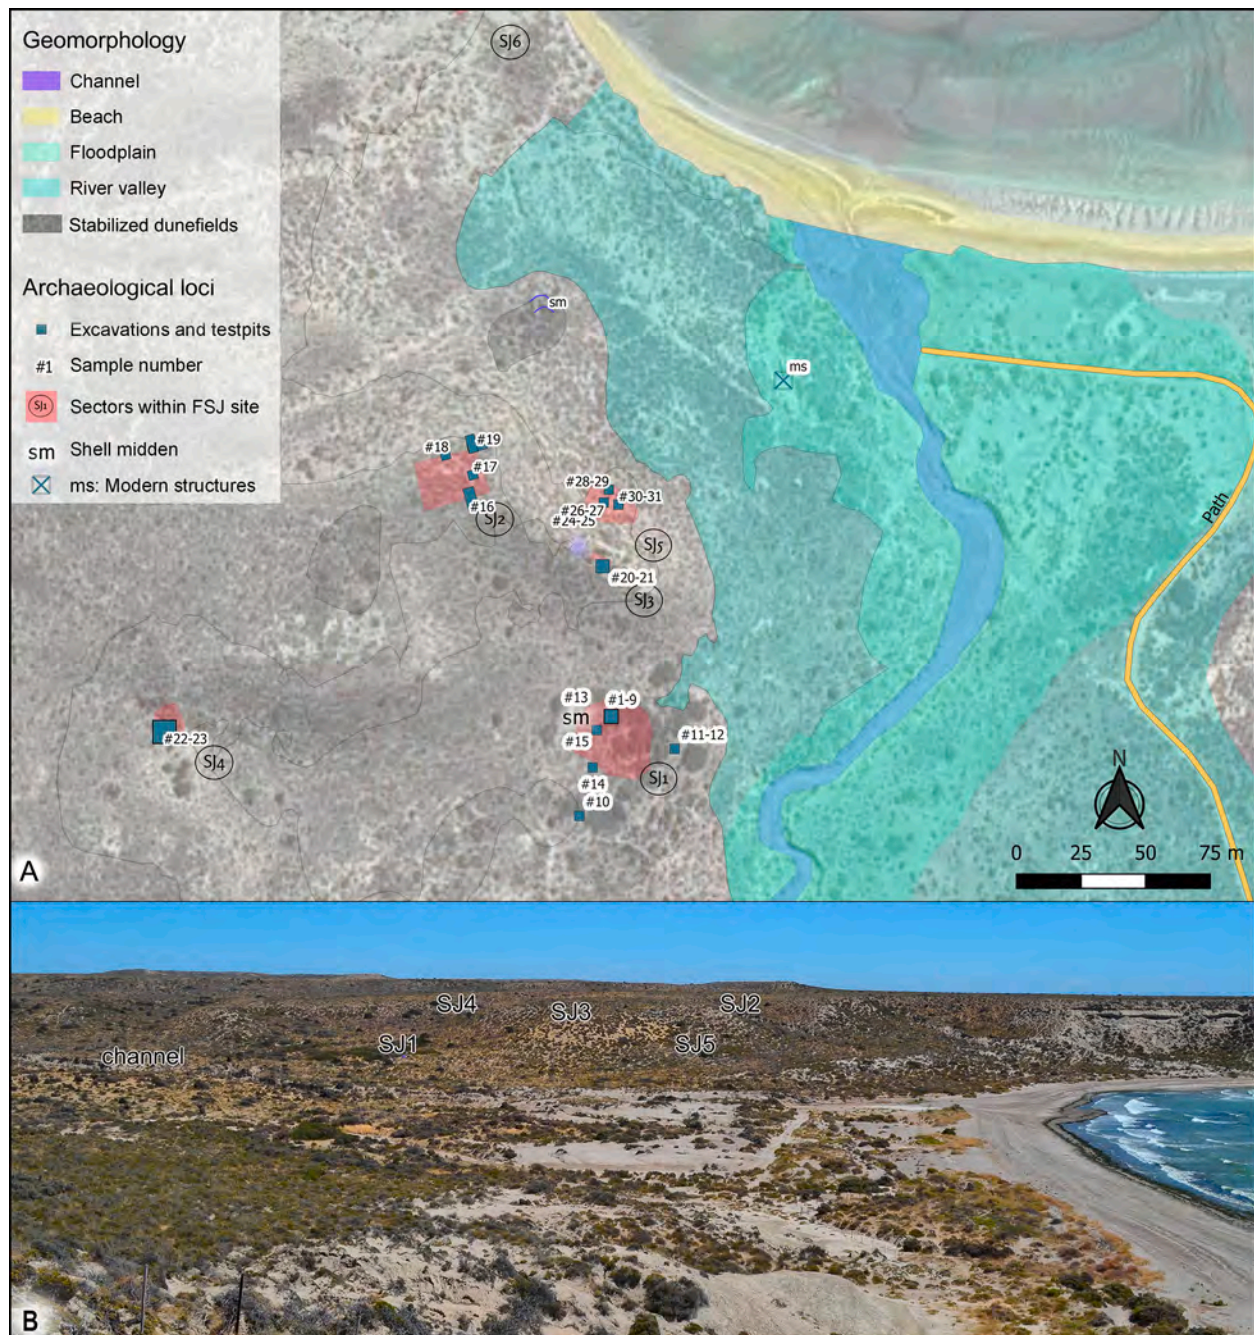 Geomorphology
Channel
Beach
Floodplain
River valley
Stabilized dunefields
Archaeological loci
Excavations and testpits
#1 Sample number
SJ1 Sectors within FSJ site
sm Shell midden
ms: Modern structures
SJ6
sm
ms
#19
#18
#17
#16
SJ2
#28-29
#30-31
#26-27
#24-25
SJ5
#20-21
SJ3
Path
#13
#1-9
sm
#15
#11-12
#22-23
SJ4
SJ1
#14
#10
N
0 25 50 75 m
A
SJ4
SJ3
SJ2
channel
SJ1
SJ5
B